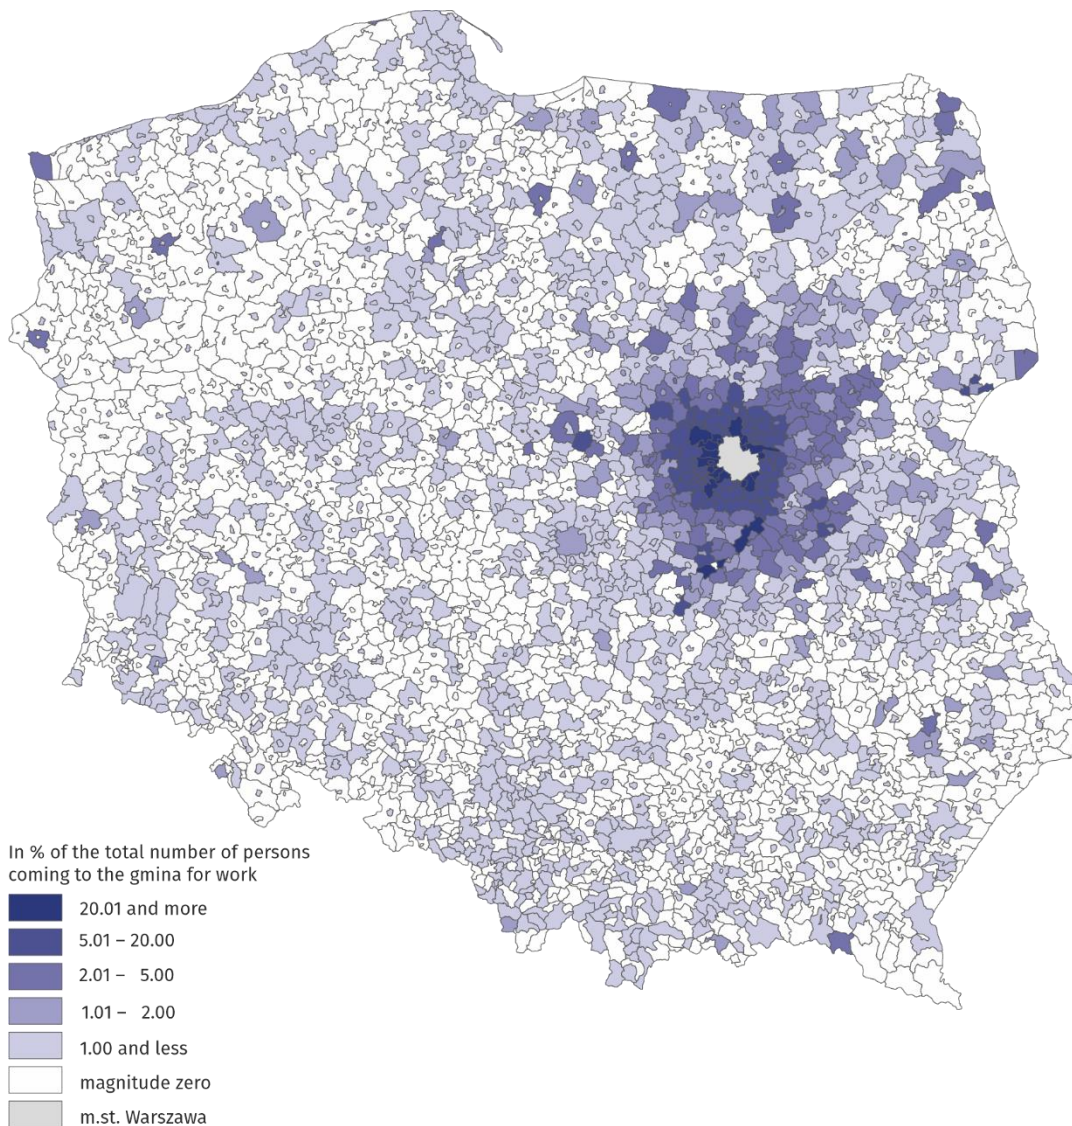 In % of the total number of persons
coming to the gmina for work
20.01 and more
5.01 – 20.00
2.01 – 5.00
1.01 – 2.00
1.00 and less
magnitude zero
m.st. Warszawa